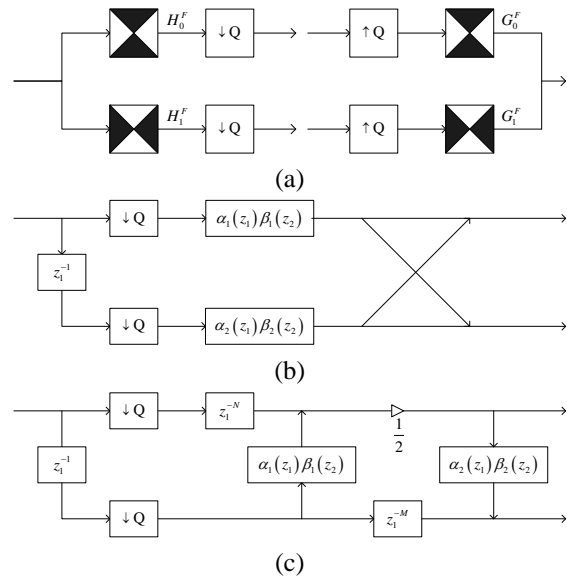 H_0^F ↓Q ↑Q G_0^F
H_1^F ↓Q ↑Q G_1^F
(a)
↓Q α_1(z_1)β_1(z_2)
z_1^{-1}
↓Q α_2(z_1)β_2(z_2)
(b)
↓Q z_1^{-N} 1/2
z_1^{-1} α_1(z_1)β_1(z_2) α_2(z_1)β_2(z_2)
↓Q z_1^{-M}
(c)